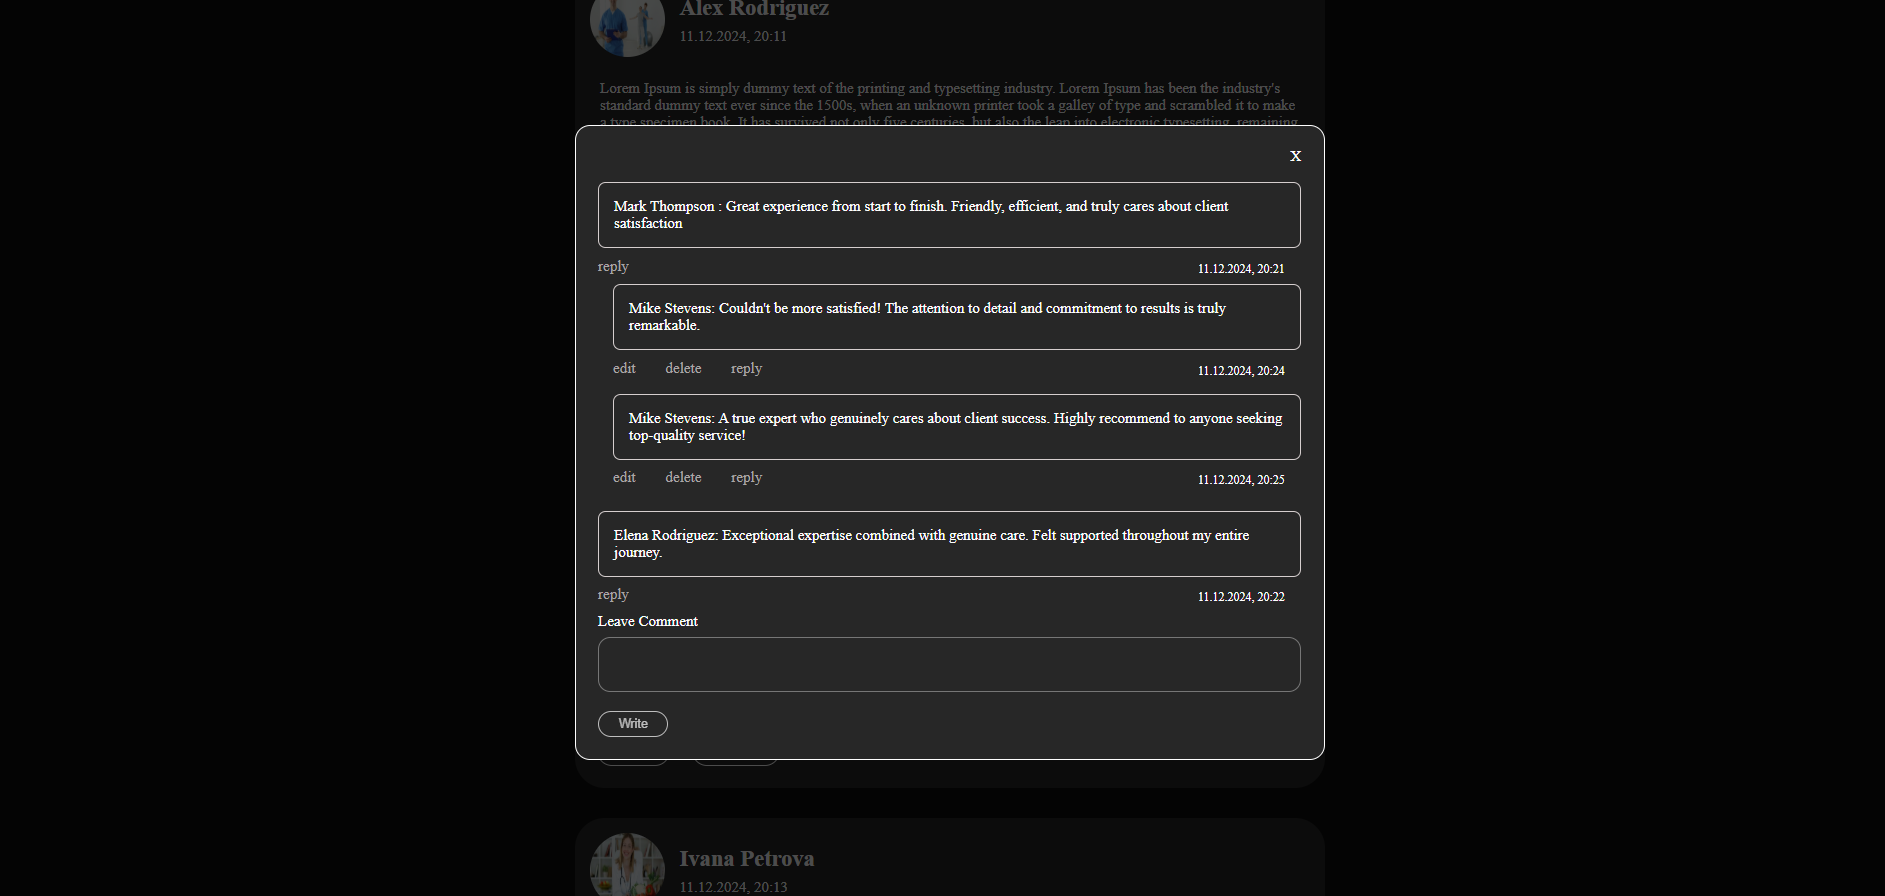 Alex Rodriguez
11.12.2024, 20:11
Lorem Ipsum is simply dummy text of the printing and typesetting industry. Lorem Ipsum has been the industry's
standard dummy text ever since the 1500s, when an unknown printer took a galley of type and scrambled it to make
a type specimen book. It has survived not only five centuries, but also the leap into electronic typesetting, remaining
x
Mark Thompson : Great experience from start to finish. Friendly, efficient, and truly cares about client
satisfaction
reply 11.12.2024, 20:21
Mike Stevens: Couldn't be more satisfied! The attention to detail and commitment to results is truly
remarkable.
edit delete reply 11.12.2024, 20:24
Mike Stevens: A true expert who genuinely cares about client success. Highly recommend to anyone seeking
top-quality service!
edit delete reply 11.12.2024, 20:25
Elena Rodriguez: Exceptional expertise combined with genuine care. Felt supported throughout my entire
journey.
reply 11.12.2024, 20:22
Leave Comment
Write
Ivana Petrova
11.12.2024, 20:13